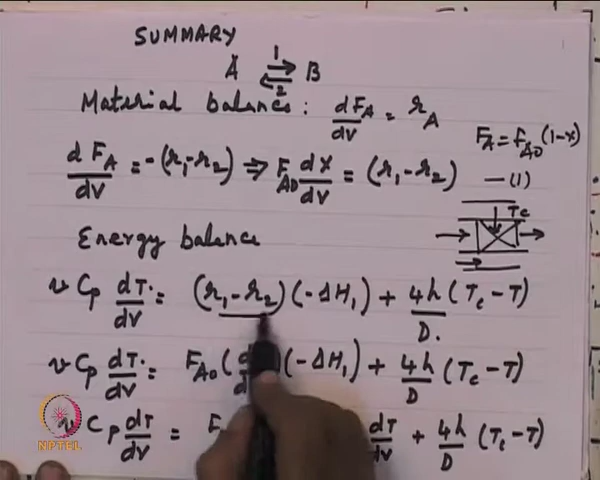 SUMMARY
A 1 ⇌ 2 B
Material balance: dF_A/dV = r_A
F_A = F_A0 (1-x)
dF_A/dV = -(r_1 - r_2) ⇒ F_A0 dX/dV = (r_1 - r_2) —(1)
Energy balance
T_c
v C_p dT/dV = (r_1 - r_2)(-ΔH_1) + 4h/D (T_c - T)
v C_p dT/dV = F_A0 ( (-ΔH_1) + 4h/D (T_c - T)
v C_p dT/dV = dT/dV + 4h/D (T_c - T)
NPTEL